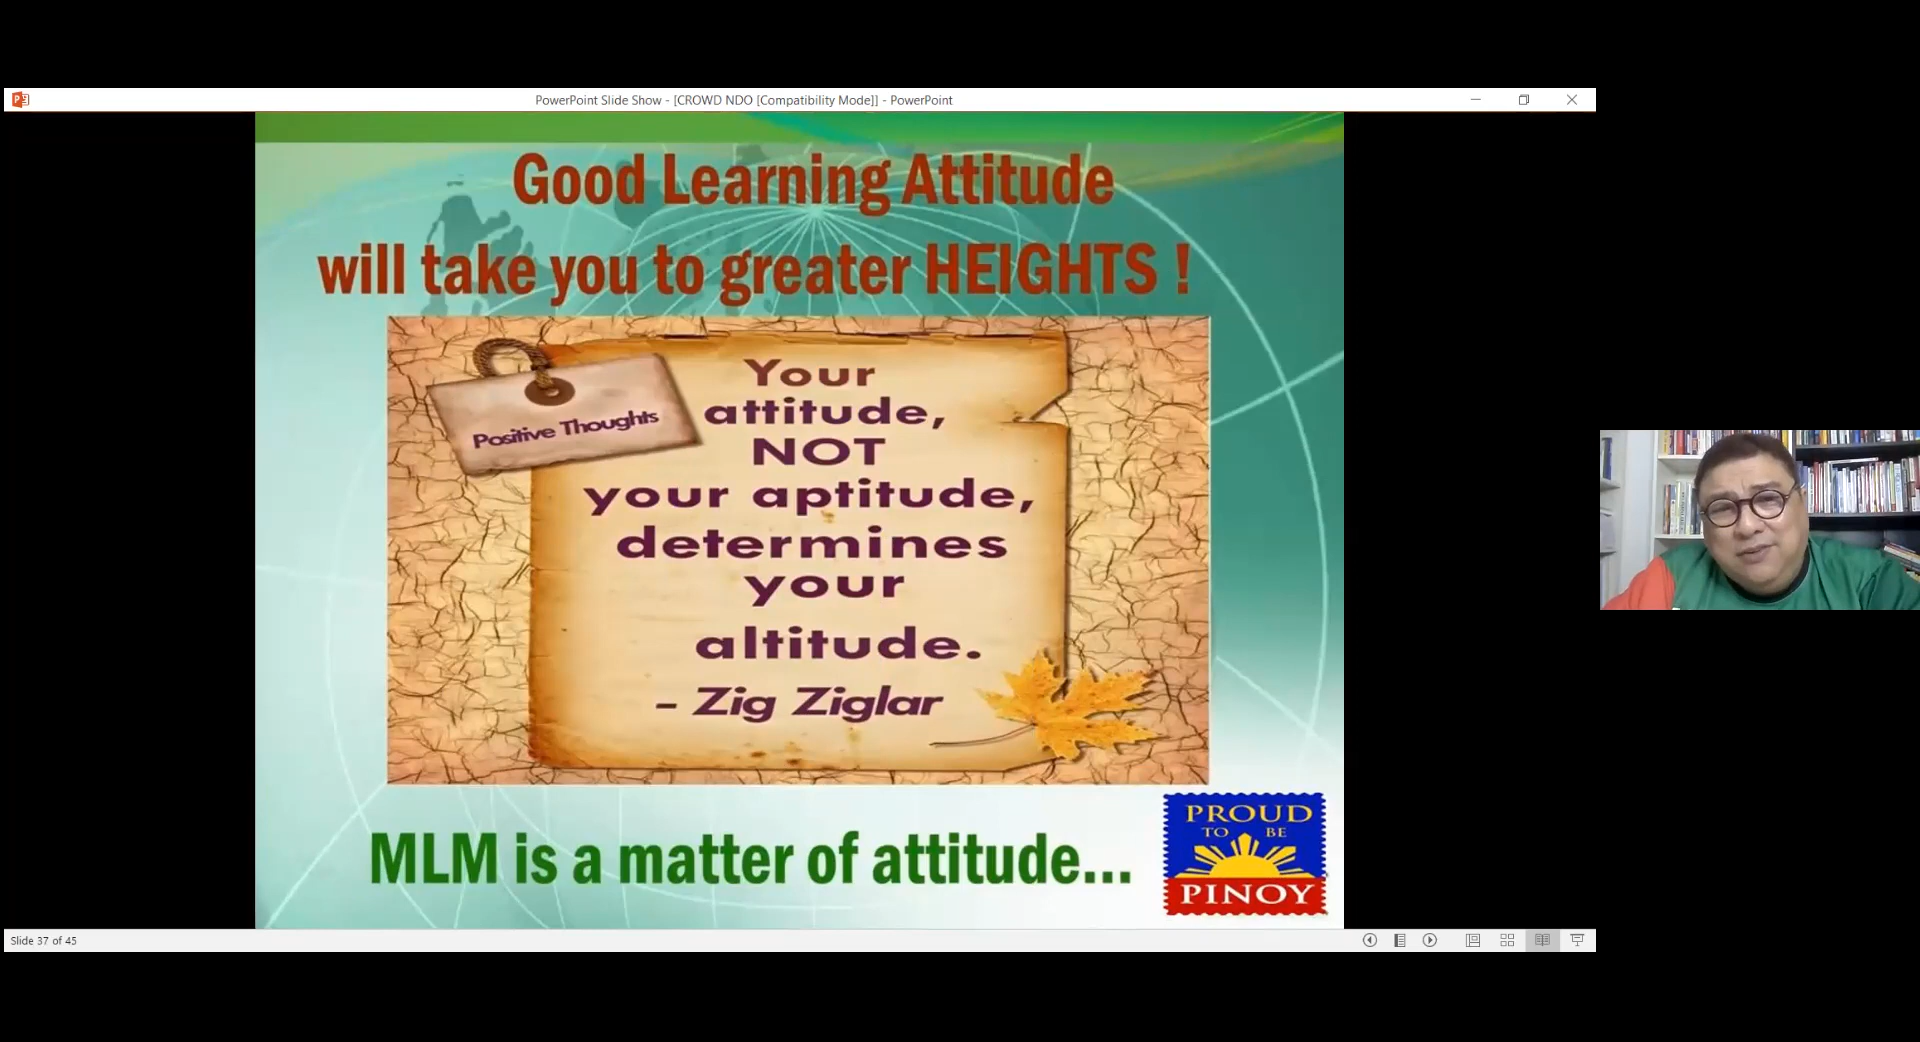 PowerPoint Slide Show - [CROWD NDO [Compatibility Mode]] - PowerPoint
Good Learning Attitude
will take you to greater HEIGHTS !
Positive Thoughts
Your
attitude,
NOT
your aptitude,
determines
your
altitude.
- Zig Ziglar
MLM is a matter of attitude...
PROUD
TO BE
PINOY
Slide 37 of 45